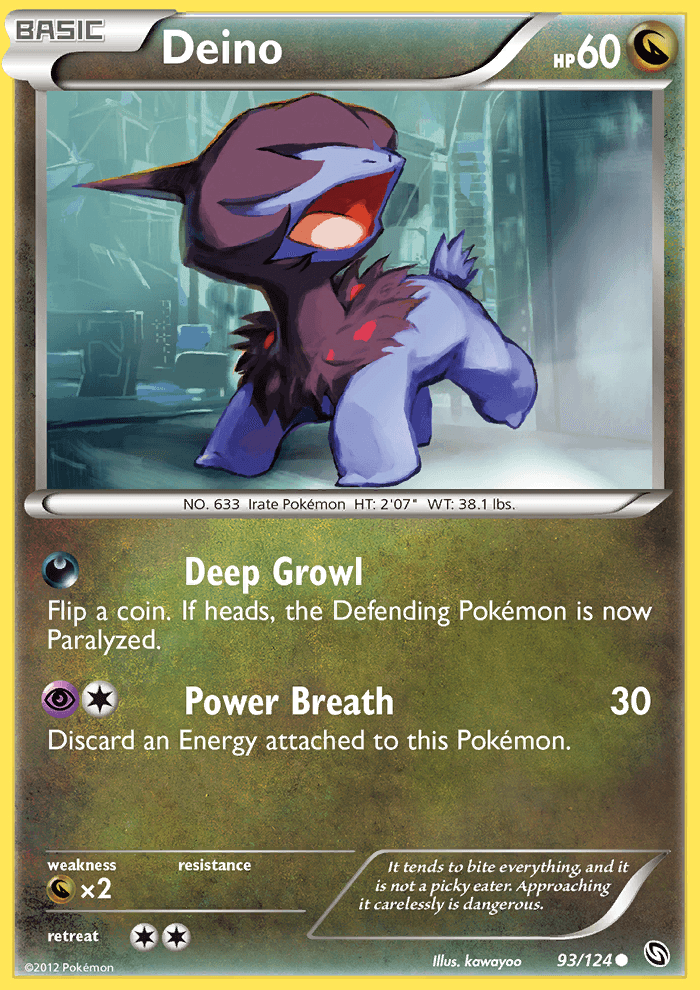 BASIC
Deino
HP60
NO. 633 Irate Pokémon HT: 2'07" WT: 38.1 lbs.
Deep Growl
Flip a coin. If heads, the Defending Pokémon is now
Paralyzed.
Power Breath 30
Discard an Energy attached to this Pokémon.
weakness resistance
×2
It tends to bite everything, and it
is not a picky eater. Approaching
it carelessly is dangerous.
retreat
©2012 Pokémon
Illus. kawayoo 93/124